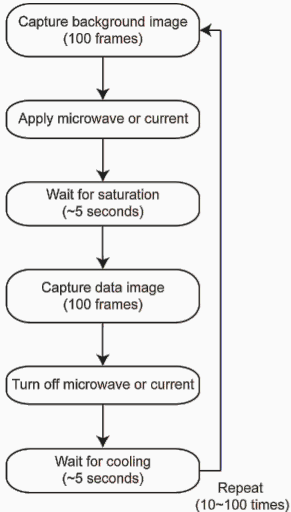 Capture background image
(100 frames)
Apply microwave or current
Wait for saturation
(~5 seconds)
Capture data image
(100 frames)
Turn off microwave or current
Wait for cooling
(~5 seconds)
Repeat
(10~100 times)